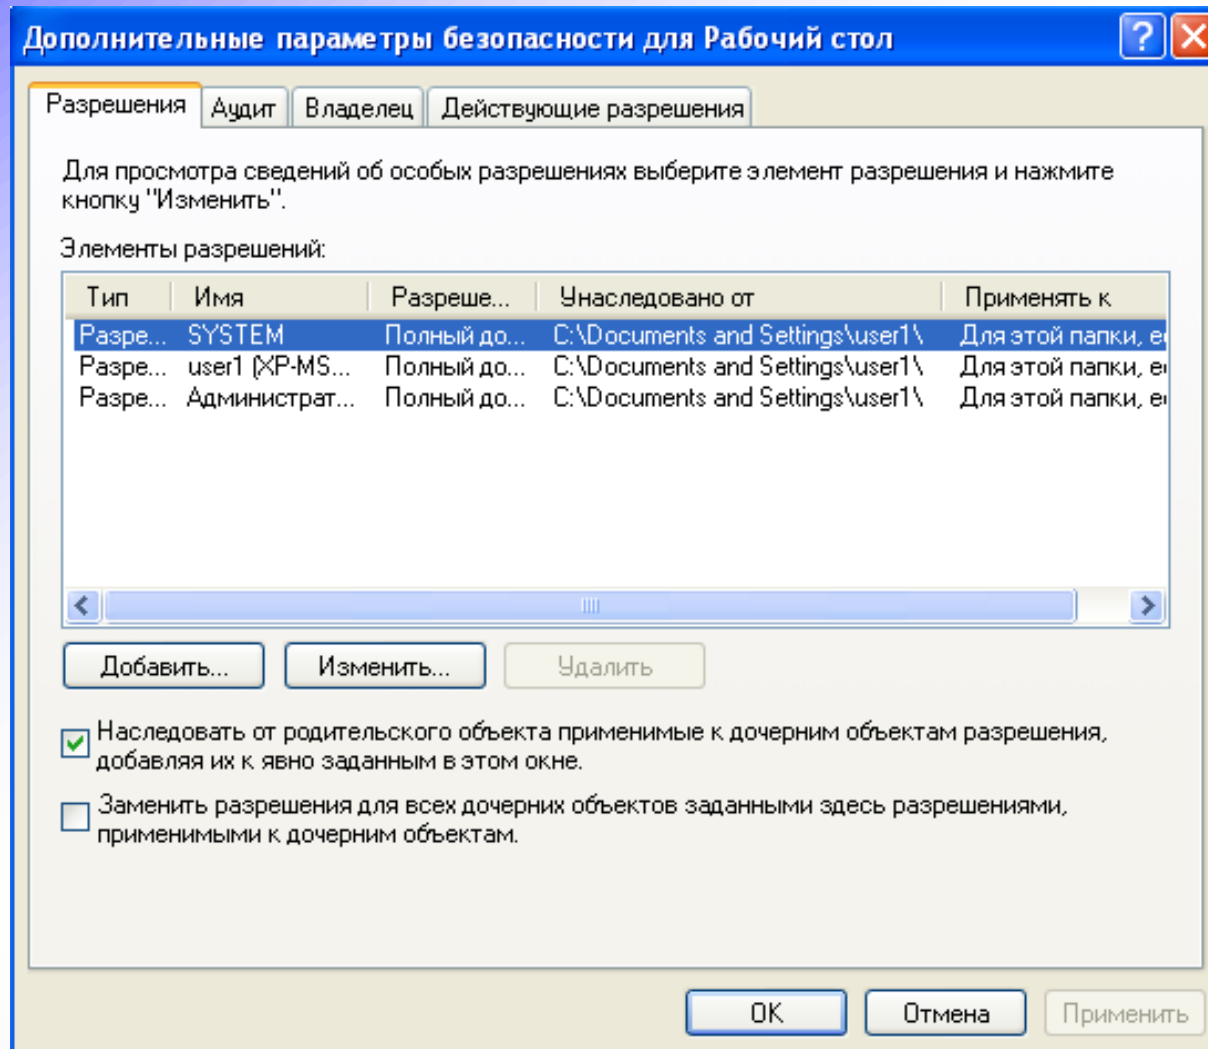 Дополнительные параметры безопасности для Рабочий стол
Разрешения Аудит Владелец Действующие разрешения
Для просмотра сведений об особых разрешениях выберите элемент разрешения и нажмите
кнопку "Изменить".
Элементы разрешений:
Тип Имя Разреше... Унаследовано от Применять к
Разре... SYSTEM Полный до... C:\Documents and Settings\user1\ Для этой папки, е
Разре... user1 (XP-MS... Полный до... C:\Documents and Settings\user1\ Для этой папки, е
Разре... Администрат... Полный до... C:\Documents and Settings\user1\ Для этой папки, е
Добавить... Изменить... Удалить
Наследовать от родительского объекта применимые к дочерним объектам разрешения,
добавляя их к явно заданным в этом окне.
Заменить разрешения для всех дочерних объектов заданными здесь разрешениями,
применимыми к дочерним объектам.
OK Отмена Применить